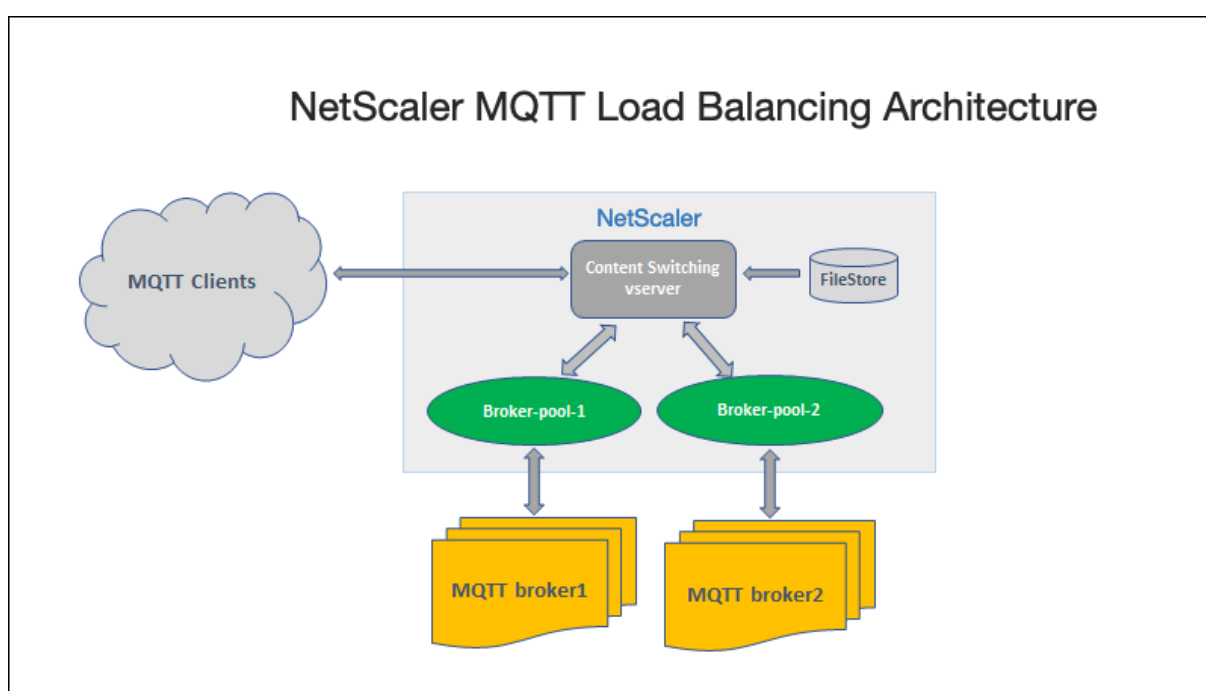 NetScaler MQTT Load Balancing Architecture
NetScaler
MQTT Clients
Content Switching
vserver
FileStore
Broker-pool-1
Broker-pool-2
MQTT broker1
MQTT broker2